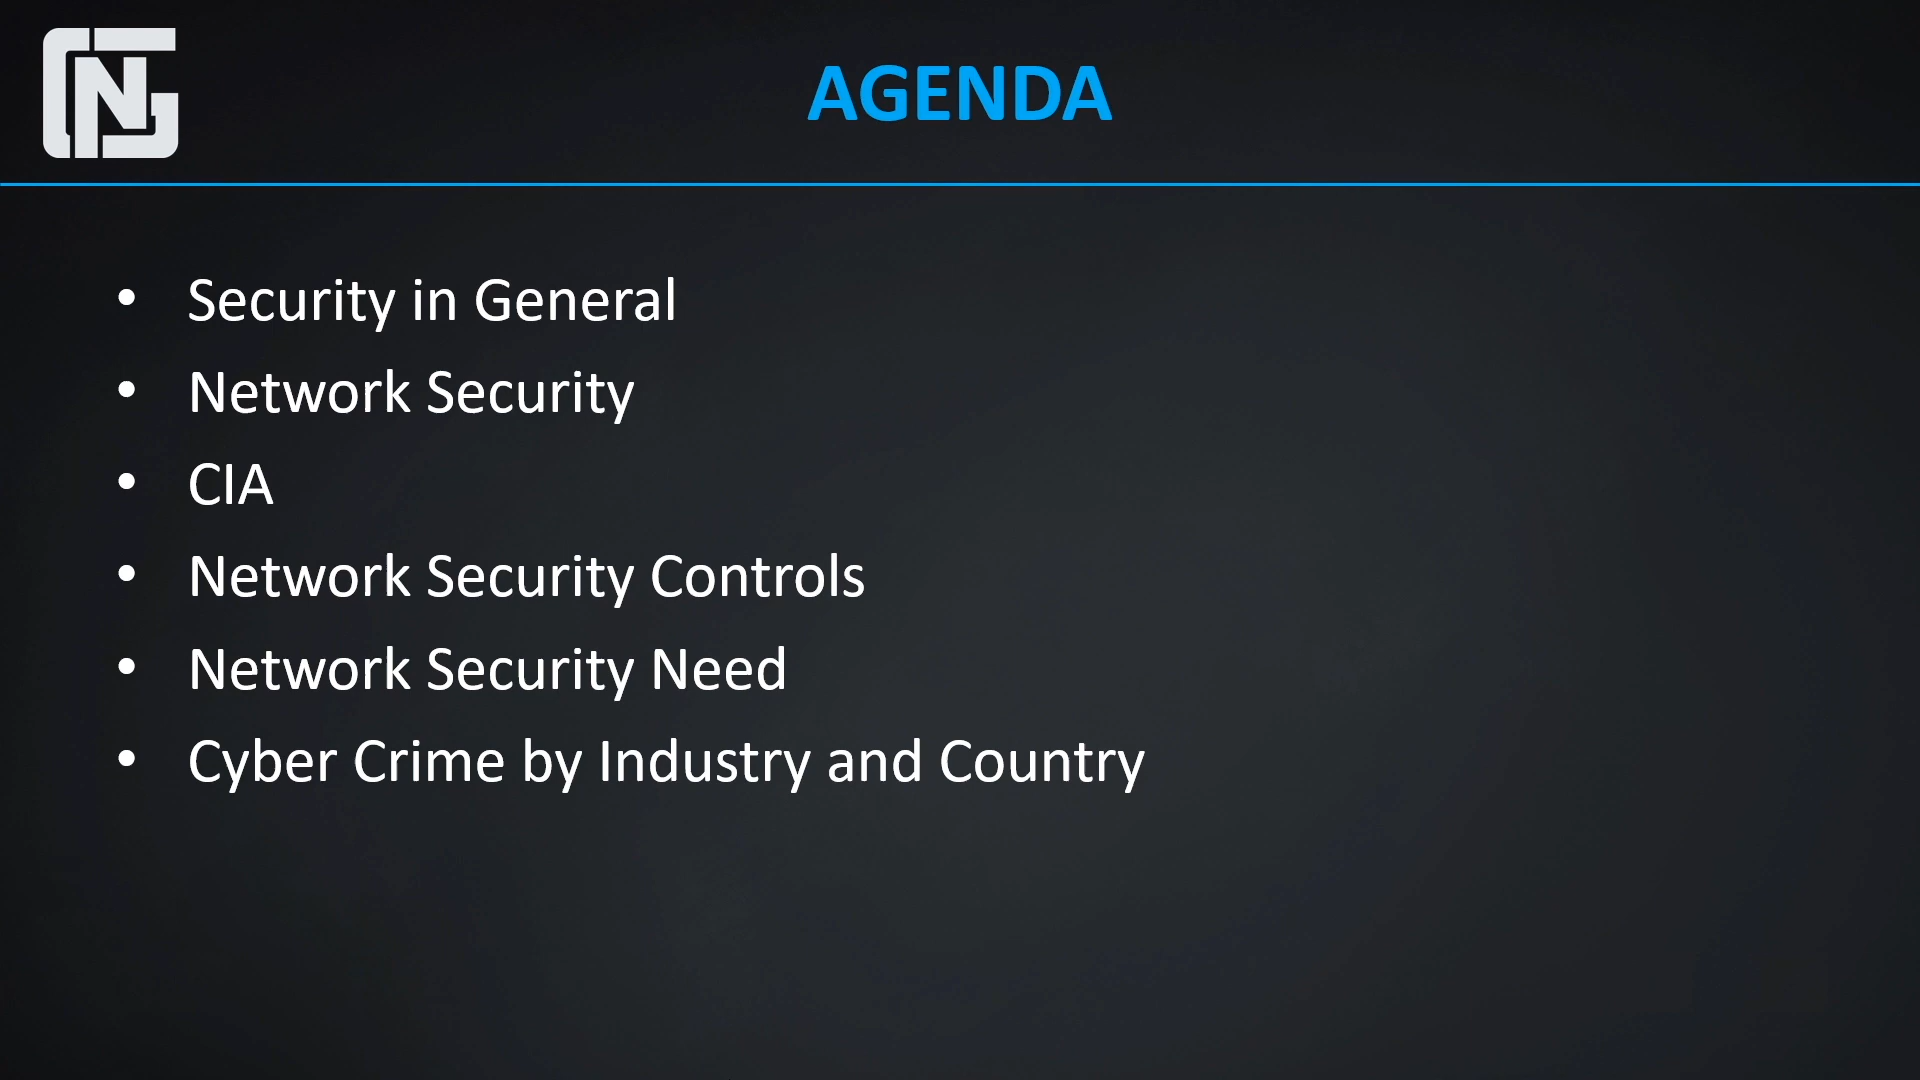 AGENDA
• Security in General
• Network Security
• CIA
• Network Security Controls
• Network Security Need
• Cyber Crime by Industry and Country